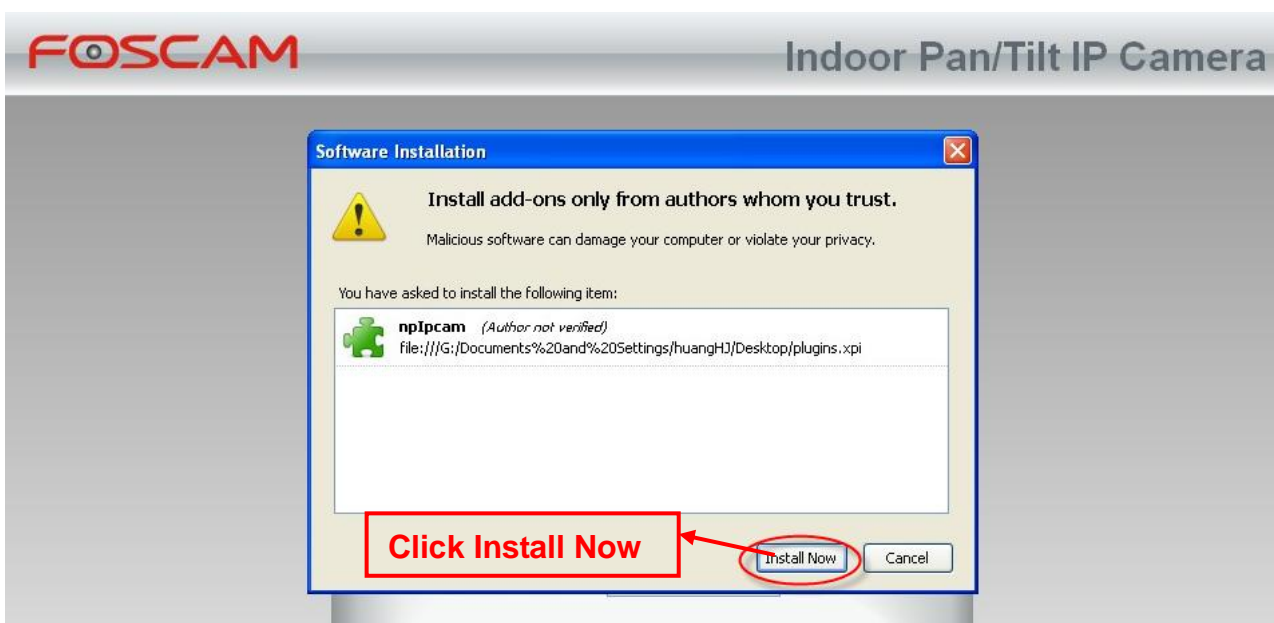 FOSCAM
Indoor Pan/Tilt IP Camera
Software Installation
Install add-ons only from authors whom you trust.
Malicious software can damage your computer or violate your privacy.
You have asked to install the following item:
npIpcam (Author not verified)
file:///G:/Documents%20and%20Settings/huangHJ/Desktop/plugins.xpi
Click Install Now
Install Now
Cancel